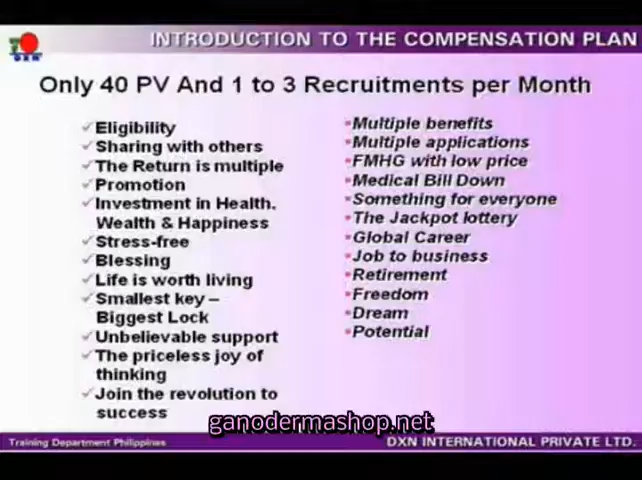 DXN
INTRODUCTION TO THE COMPENSATION PLAN
Only 40 PV And 1 to 3 Recruitments per Month
Eligibility
Sharing with others
The Return is multiple
Promotion
Investment in Health,
Wealth & Happiness
Stress-free
Blessing
Life is worth living
Smallest key –
Biggest Lock
Unbelievable support
The priceless joy of
thinking
Join the revolution to
success
Multiple benefits
Multiple applications
FMHG with low price
Medical Bill Down
Something for everyone
The Jackpot lottery
Global Career
Job to business
Retirement
Freedom
Dream
Potential
ganodermashop.net
Training Department Philippines
DXN INTERNATIONAL PRIVATE LTD.